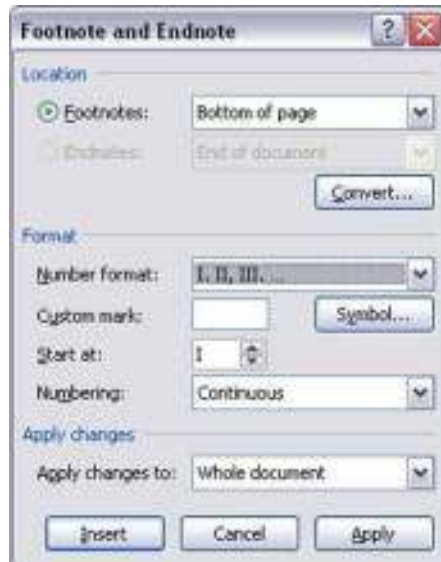 Footnote and Endnote
Location
Footnotes: Bottom of page
Endnotes: End of document
Convert...
Format
Number format: I, II, III, ...
Custom mark: Symbol...
Start at: I
Numbering: Continuous
Apply changes
Apply changes to: Whole document
Insert Cancel Apply